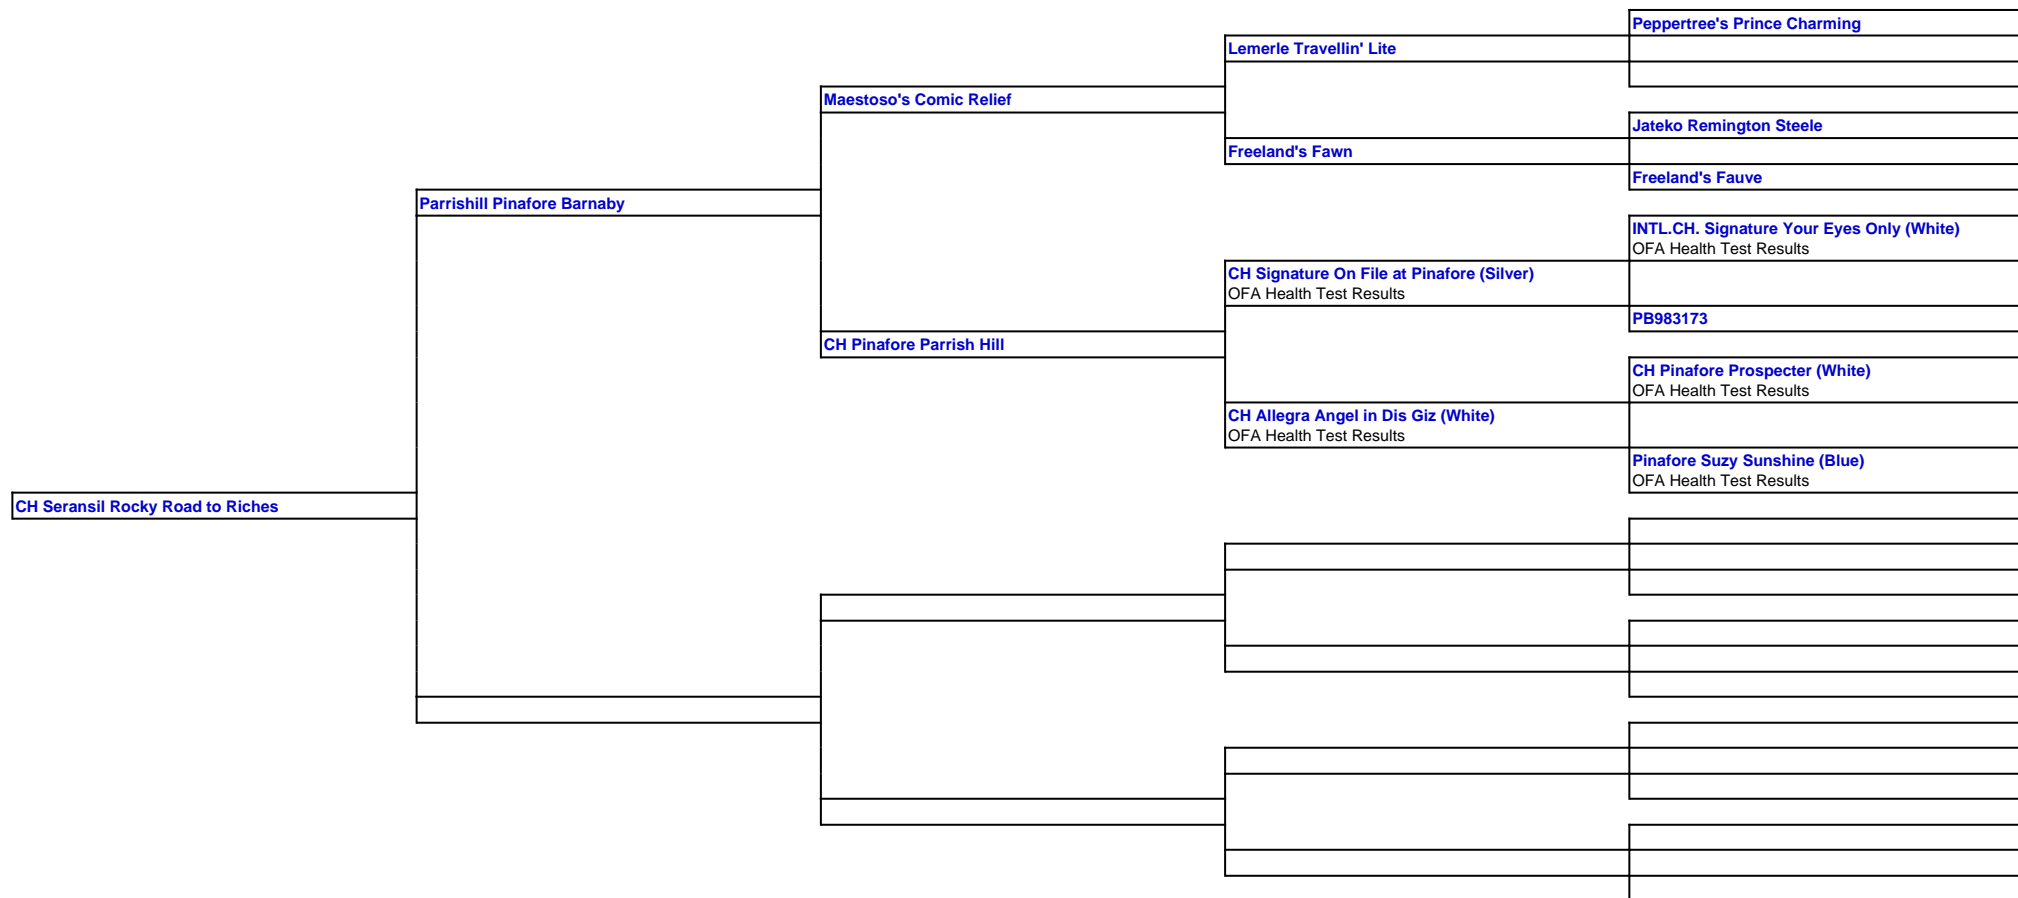 Peppertree's Prince Charming
Lemerle Travellin' Lite
Maestoso's Comic Relief
Jateko Remington Steele
Freeland's Fawn
Freeland's Fauve
Parrishill Pinafore Barnaby
INTL.CH. Signature Your Eyes Only (White)
OFA Health Test Results
CH Signature On File at Pinafore (Silver)
OFA Health Test Results
PB983173
CH Pinafore Parrish Hill
CH Pinafore Prospecter (White)
OFA Health Test Results
CH Allegra Angel in Dis Giz (White)
OFA Health Test Results
Pinafore Suzy Sunshine (Blue)
OFA Health Test Results
CH Seransil Rocky Road to Riches